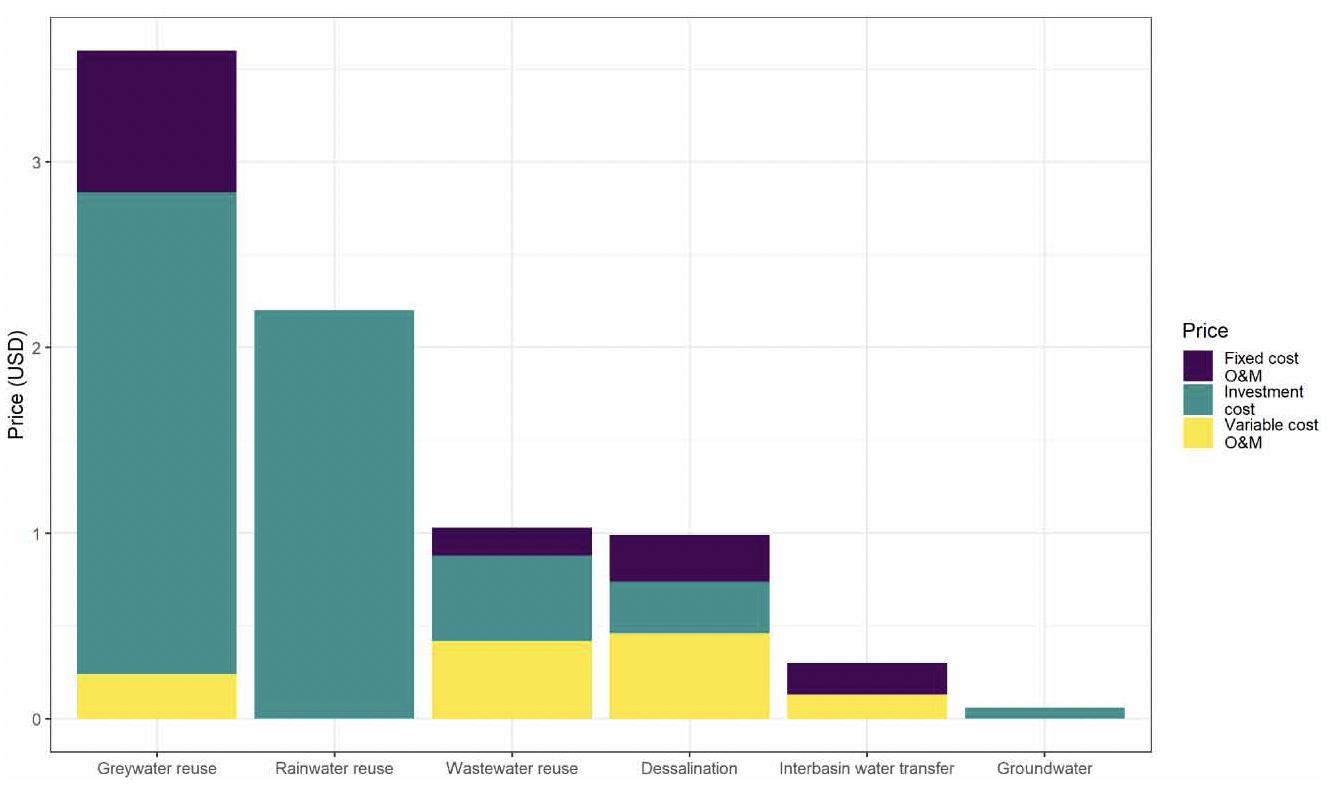 Price (USD)
3
2
1
0
Greywater reuse
Rainwater reuse
Wastewater reuse
Dessalination
Interbasin water transfer
Groundwater
Price
Fixed cost
O&M
Investment
cost
Variable cost
O&M